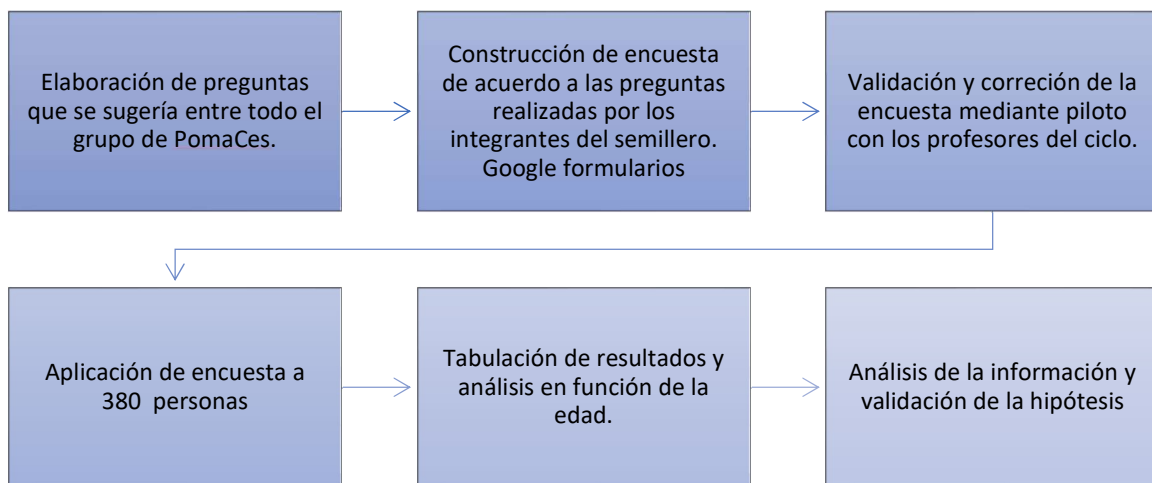 Elaboración de preguntas
que se sugería entre todo el
grupo de PomaCes.
Construcción de encuesta
de acuerdo a las preguntas
realizadas por los
integrantes del semillero.
Google formularios
Validación y correción de la
encuesta mediante piloto
con los profesores del ciclo.
Aplicación de encuesta a
380 personas
Tabulación de resultados y
análisis en función de la
edad.
Análisis de la información y
validación de la hipótesis